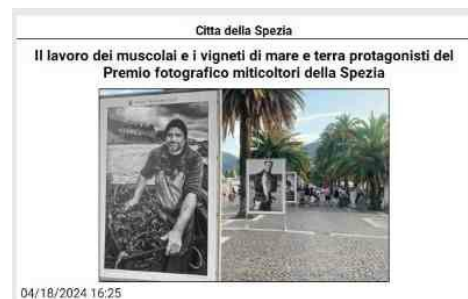 Citta della Spezia
Il lavoro dei muscolai e i vigneti di mare e terra protagonisti del
Premio fotografico miticoltori della Spezia
04/18/2024 16:25